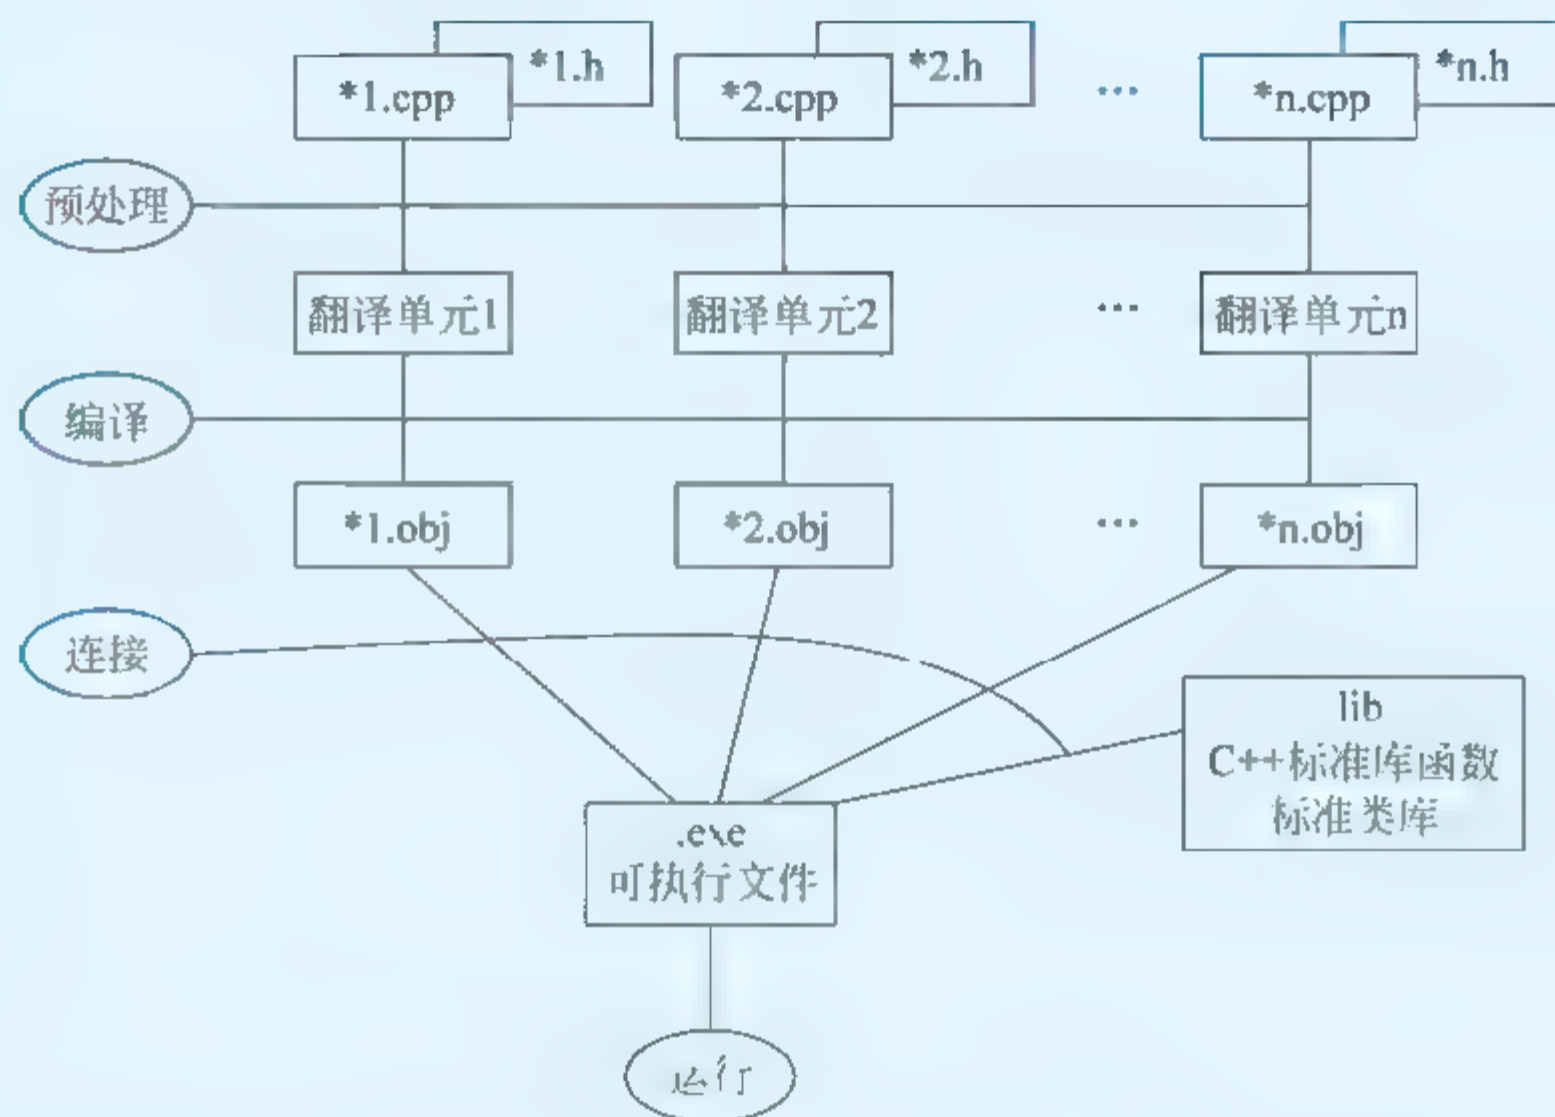 *1.cpp
*1.h
*2.cpp
*2.h
...
*n.cpp
*n.h
预处理
翻译单元1
翻译单元2
...
翻译单元n
编译
*1.obj
*2.obj
...
*n.obj
连接
lib
C++标准库函数
标准类库
.exe
可执行文件
运行